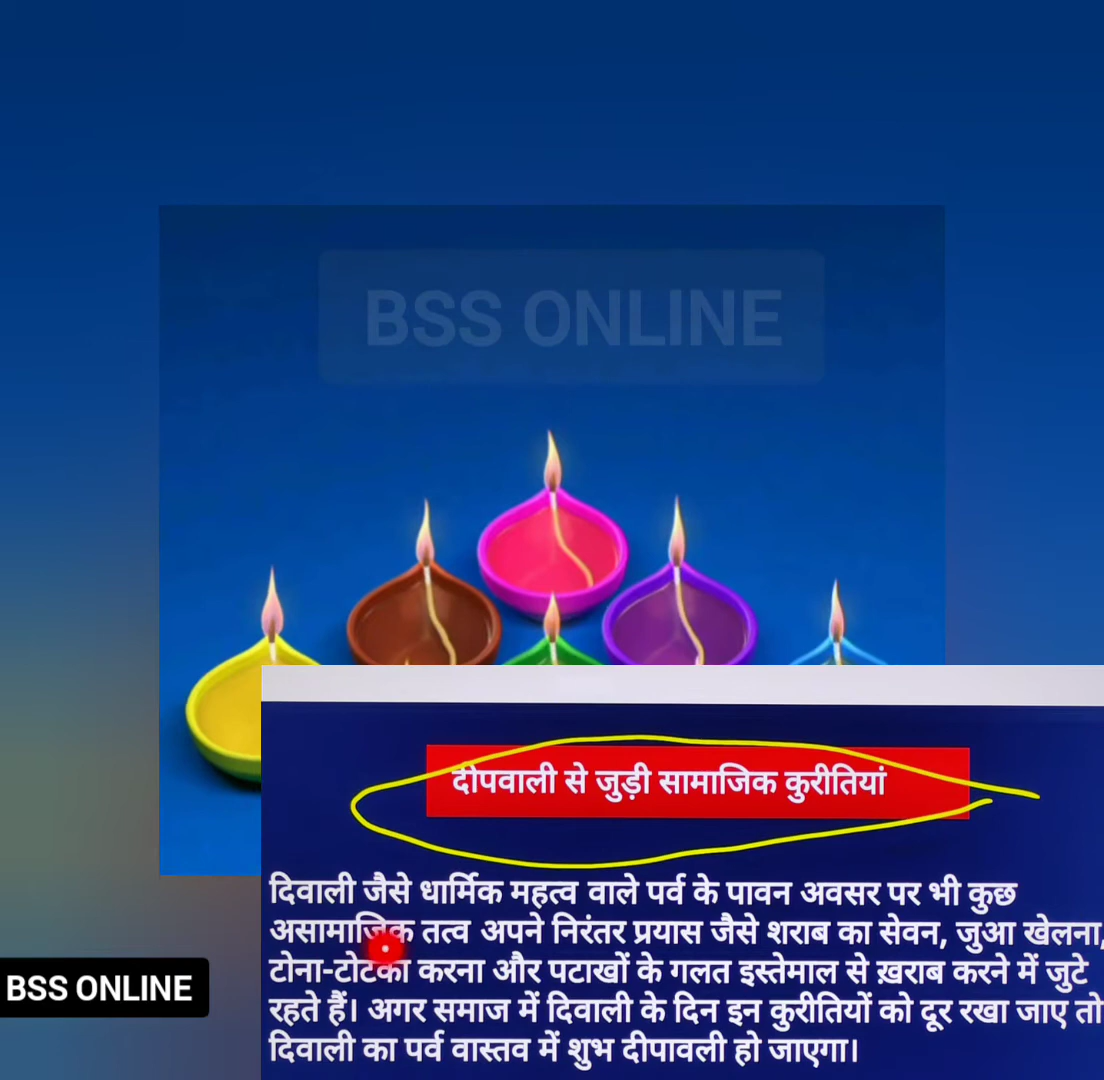 BSS ONLINE
दीपवाली से जुड़ी सामाजिक कुरीतियां
दिवाली जैसे धार्मिक महत्व वाले पर्व के पावन अवसर पर भी कुछ
असामाजिक तत्व अपने निरंतर प्रयास जैसे शराब का सेवन, जुआ खेलना,
टोना-टोटका करना और पटाखों के गलत इस्तेमाल से ख़राब करने में जुटे
रहते हैं। अगर समाज में दिवाली के दिन इन कुरीतियों को दूर रखा जाए तो
दिवाली का पर्व वास्तव में शुभ दीपावली हो जाएगा।
BSS ONLINE